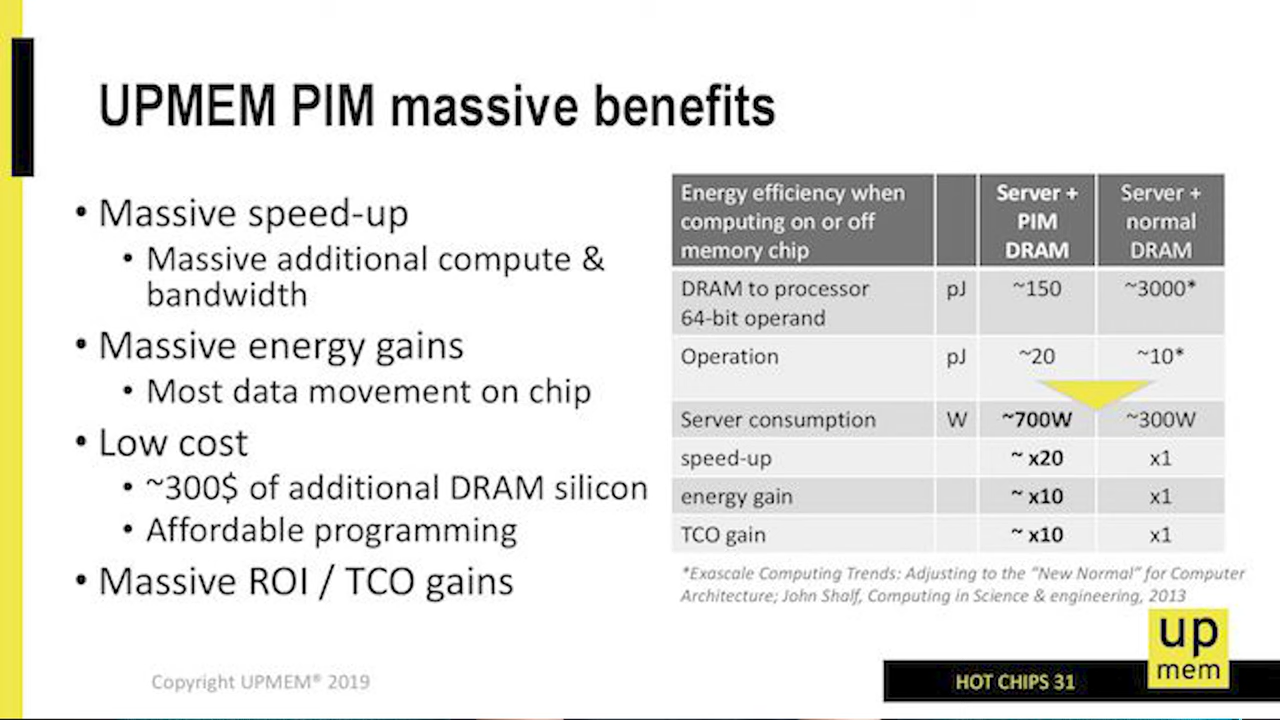 UPMEM PIM massive benefits
• Massive speed-up
• Massive additional compute &
bandwidth
• Massive energy gains
• Most data movement on chip
• Low cost
• ~300$ of additional DRAM silicon
• Affordable programming
• Massive ROI / TCO gains
Energy efficiency when
computing on or off
memory chip
Server +
PIM
DRAM
Server +
normal
DRAM
DRAM to processor
64-bit operand
pJ
~150
~3000*
Operation
pJ
~20
~10*
Server consumption
W
~700W
~300W
speed-up
~ x20
x1
energy gain
~ x10
x1
TCO gain
~ x10
x1
*Exascale Computing Trends: Adjusting to the “New Normal” for Computer
Architecture; John Shalf, Computing in Science & engineering, 2013
Copyright UPMEM® 2019
HOT CHIPS 31
up
mem